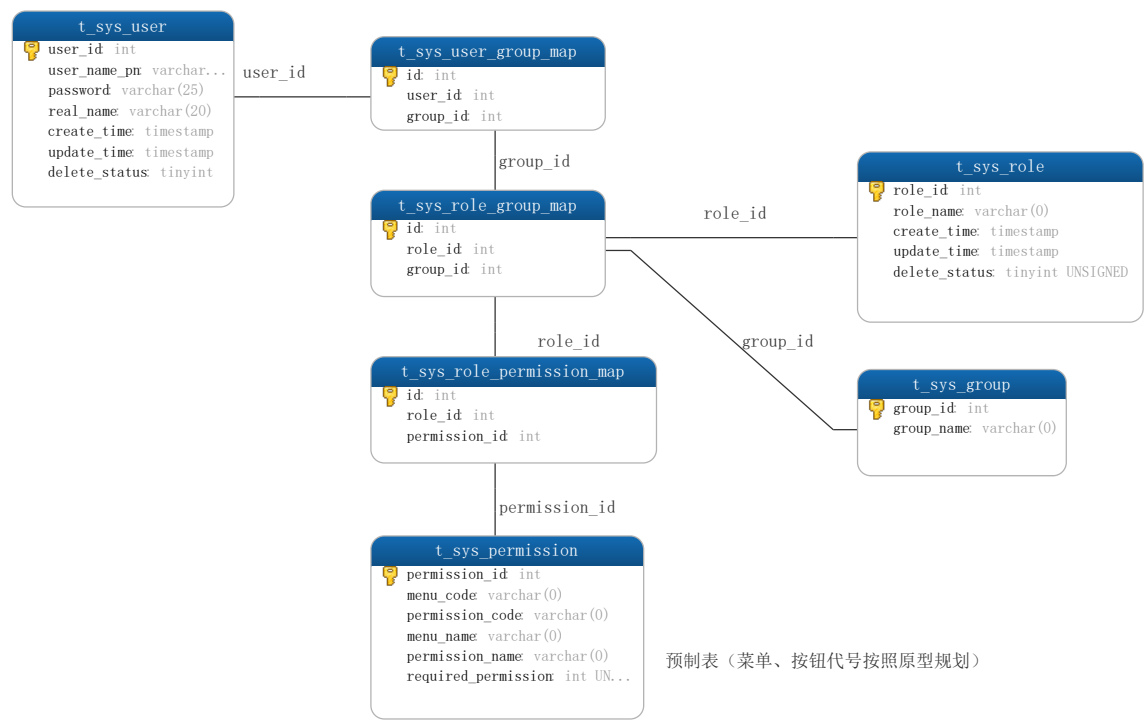 t_sys_user
user_id: int
user_name_pn: varchar...
password: varchar(25)
real_name: varchar(20)
create_time: timestamp
update_time: timestamp
delete_status: tinyint
user_id
t_sys_user_group_map
id: int
user_id: int
group_id: int
group_id
t_sys_role_group_map
id: int
role_id: int
group_id: int
role_id
t_sys_role
role_id: int
role_name: varchar(0)
create_time: timestamp
update_time: timestamp
delete_status: tinyint UNSIGNED
role_id
group_id
t_sys_role_permission_map
id: int
role_id: int
permission_id: int
t_sys_group
group_id: int
group_name: varchar(0)
permission_id
t_sys_permission
permission_id: int
menu_code: varchar(0)
permission_code: varchar(0)
menu_name: varchar(0)
permission_name: varchar(0)
required_permission: int UN...
预制表（菜单、按钮代号按照原型规划）